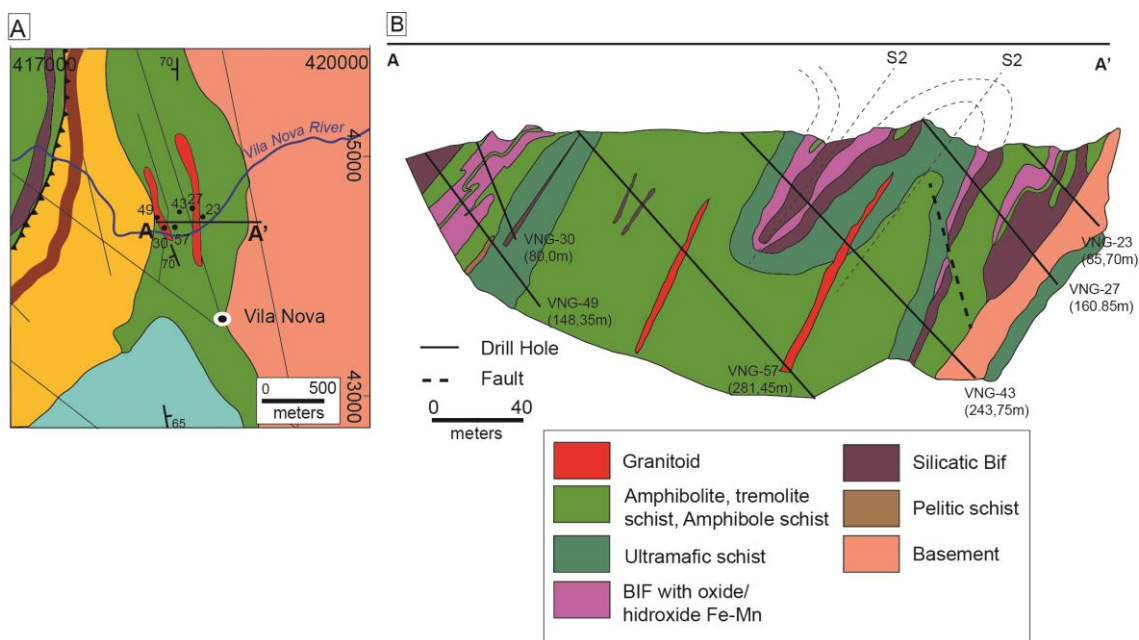 A
417000
420000
70
Vila Nova River
45000
49
43
27
23
A
A'
30
57
70
Vila Nova
0 500
meters
43000
65
B
A
S2
S2
A'
VNG-30
(80,0m)
VNG-49
(148,35m)
VNG-57
(281,45m)
VNG-43
(243,75m)
VNG-27
(160.85m)
VNG-23
(85,70m)
Drill Hole
Fault
0 40
meters
Granitoid
Amphibolite, tremolite
schist, Amphibole schist
Ultramafic schist
BIF with oxide/
hidroxide Fe-Mn
Silicatic Bif
Pelitic schist
Basement